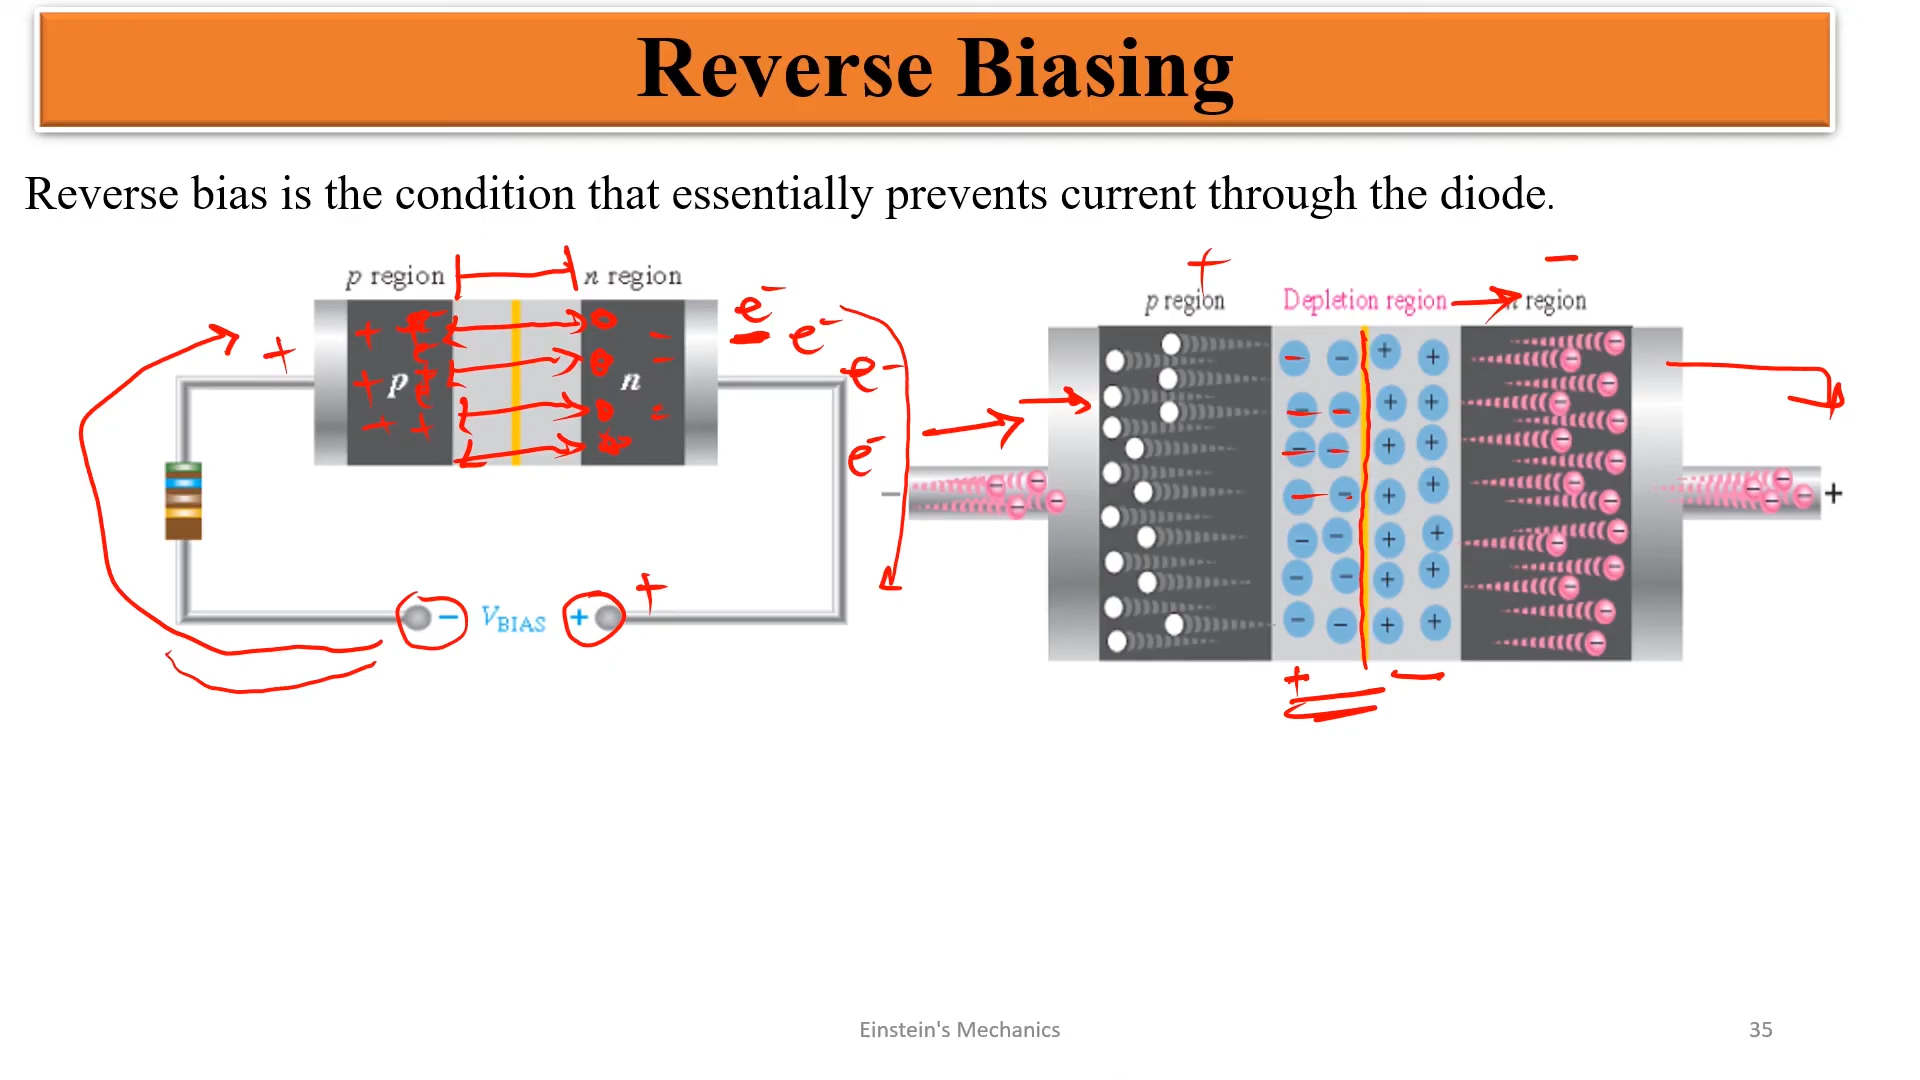 Reverse Biasing
Reverse bias is the condition that essentially prevents current through the diode.
p region
n region
+
e⁻
e⁻
e⁻
e⁻
p
n
− V_BIAS +
+
+
−
p region
Depletion region
region
−
+
+
−
Einstein's Mechanics
35